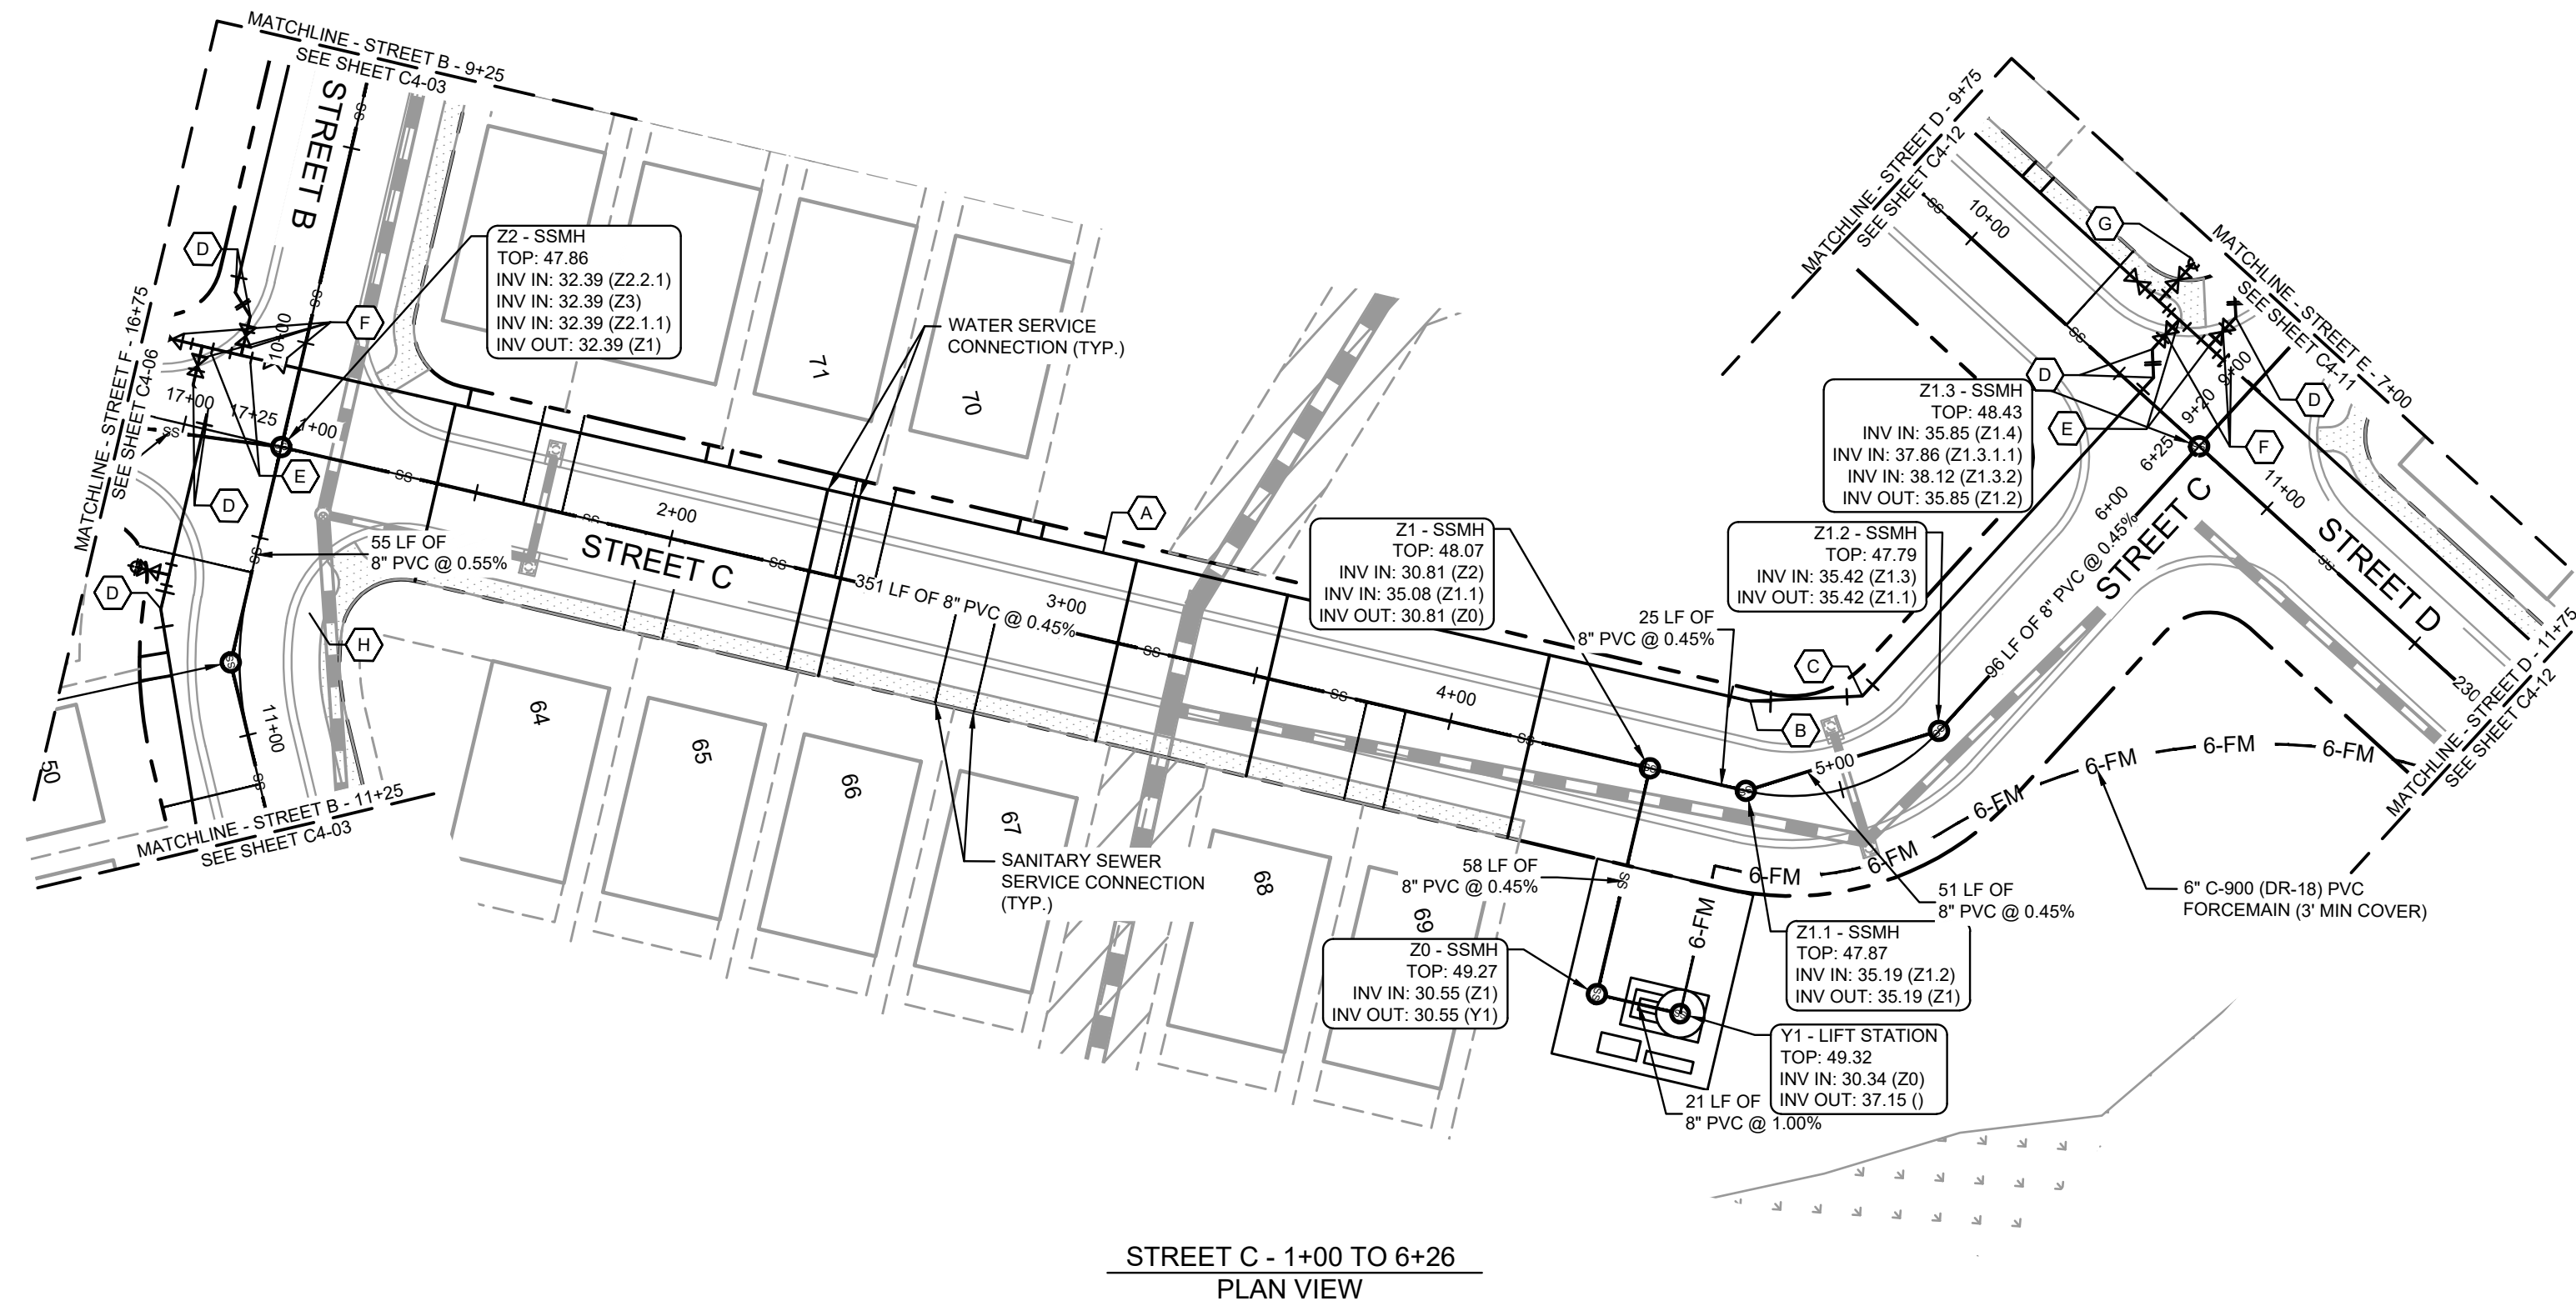 MATCHLINE - STREET B - 9+25
SEE SHEET C4-03
STREET B
MATCHLINE - STREET F - 16+75
SEE SHEET C4-06
D
F
10+00
17+00
17+25
1+00
E
D
D
H
SS
Z2 - SSMH
TOP: 47.86
INV IN: 32.39 (Z2.2.1)
INV IN: 32.39 (Z3)
INV IN: 32.39 (Z2.1.1)
INV OUT: 32.39 (Z1)
55 LF OF
8" PVC @ 0.55%
11+00
50
MATCHLINE - STREET B - 11+25
SEE SHEET C4-03
71
70
WATER SERVICE
CONNECTION (TYP.)
2+00
STREET C
351 LF OF 8" PVC @ 0.45%
3+00
A
4+00
64
65
66
67
68
69
SANITARY SEWER
SERVICE CONNECTION
(TYP.)
Z1 - SSMH
TOP: 48.07
INV IN: 30.81 (Z2)
INV IN: 35.08 (Z1.1)
INV OUT: 30.81 (Z0)
25 LF OF
8" PVC @ 0.45%
58 LF OF
8" PVC @ 0.45%
Z0 - SSMH
TOP: 49.27
INV IN: 30.55 (Z1)
INV OUT: 30.55 (Y1)
21 LF OF
8" PVC @ 1.00%
Y1 - LIFT STATION
TOP: 49.32
INV IN: 30.34 (Z0)
INV OUT: 37.15 ()
Z1.1 - SSMH
TOP: 47.87
INV IN: 35.19 (Z1.2)
INV OUT: 35.19 (Z1)
51 LF OF
8" PVC @ 0.45%
6-FM
6-FM
6-FM
6-FM
6-FM
6-FM
6-FM
6" C-900 (DR-18) PVC
FORCEMAIN (3' MIN COVER)
B
C
5+00
Z1.2 - SSMH
TOP: 47.79
INV IN: 35.42 (Z1.3)
INV OUT: 35.42 (Z1.1)
Z1.3 - SSMH
TOP: 48.43
INV IN: 35.85 (Z1.4)
INV IN: 37.86 (Z1.3.1.1)
INV IN: 38.12 (Z1.3.2)
INV OUT: 35.85 (Z1.2)
96 LF OF 8" PVC @ 0.45%
STREET C
6+00
6+25
9+20
9+00
MATCHLINE - STREET D - 9+75
SEE SHEET C4-12
10+00
G
MATCHLINE - STREET E - 7+00
SEE SHEET C4-11
D
E
D
F
11+00
STREET D
230
MATCHLINE - STREET D - 11+75
SEE SHEET C4-12
STREET C - 1+00 TO 6+26
PLAN VIEW